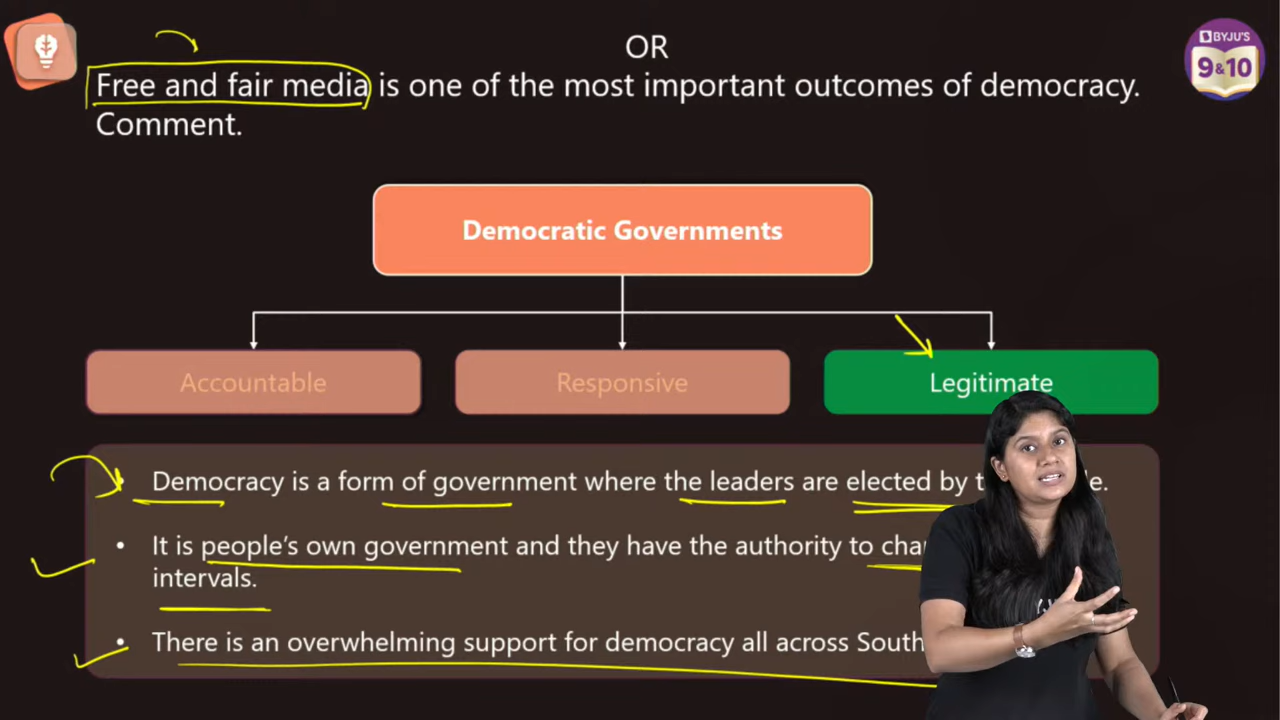 OR
BYJU'S
9&10
Free and fair media is one of the most important outcomes of democracy.
Comment.
Democratic Governments
Accountable
Responsive
Legitimate
• Democracy is a form of government where the leaders are elected by
• It is people's own government and they have the authority to
intervals.
• There is an overwhelming support for democracy all across South